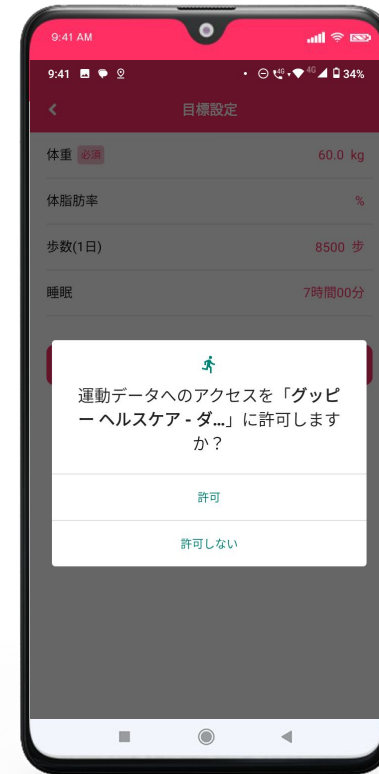 9:41 AM
9:41 4G 4G 34%
目標設定
体重 必須 60.0 kg
体脂肪率 %
歩数(1日) 8500 歩
睡眠 7時間00分
運動データへのアクセスを「グッピ
ー ヘルスケア - ダ...」に許可します
か？
許可
許可しない